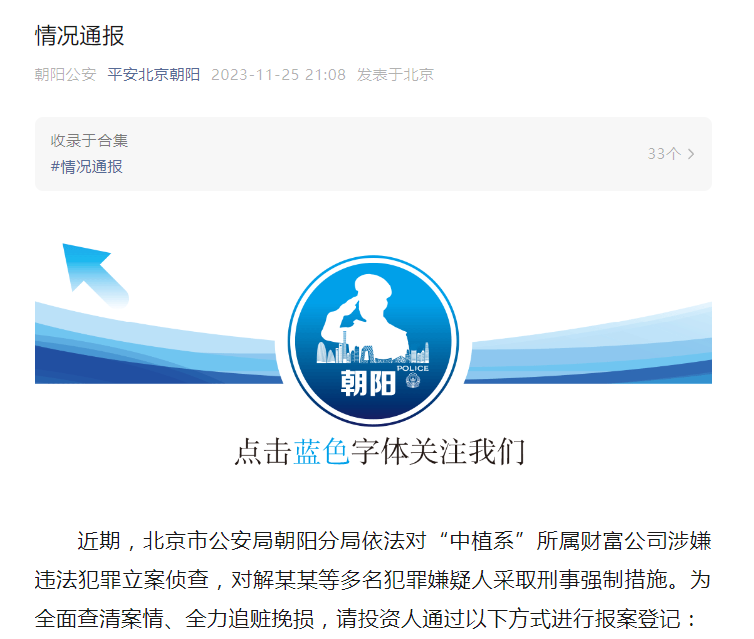 情况通报
朝阳公安 平安北京朝阳 2023-11-25 21:08 发表于北京
收录于合集
#情况通报
33个
POLICE
朝阳
点击蓝色字体关注我们
近期，北京市公安局朝阳分局依法对“中植系”所属财富公司涉嫌
违法犯罪立案侦查，对解某某等多名犯罪嫌疑人采取刑事强制措施。为
全面查清案情、全力追赃挽损，请投资人通过以下方式进行报案登记：